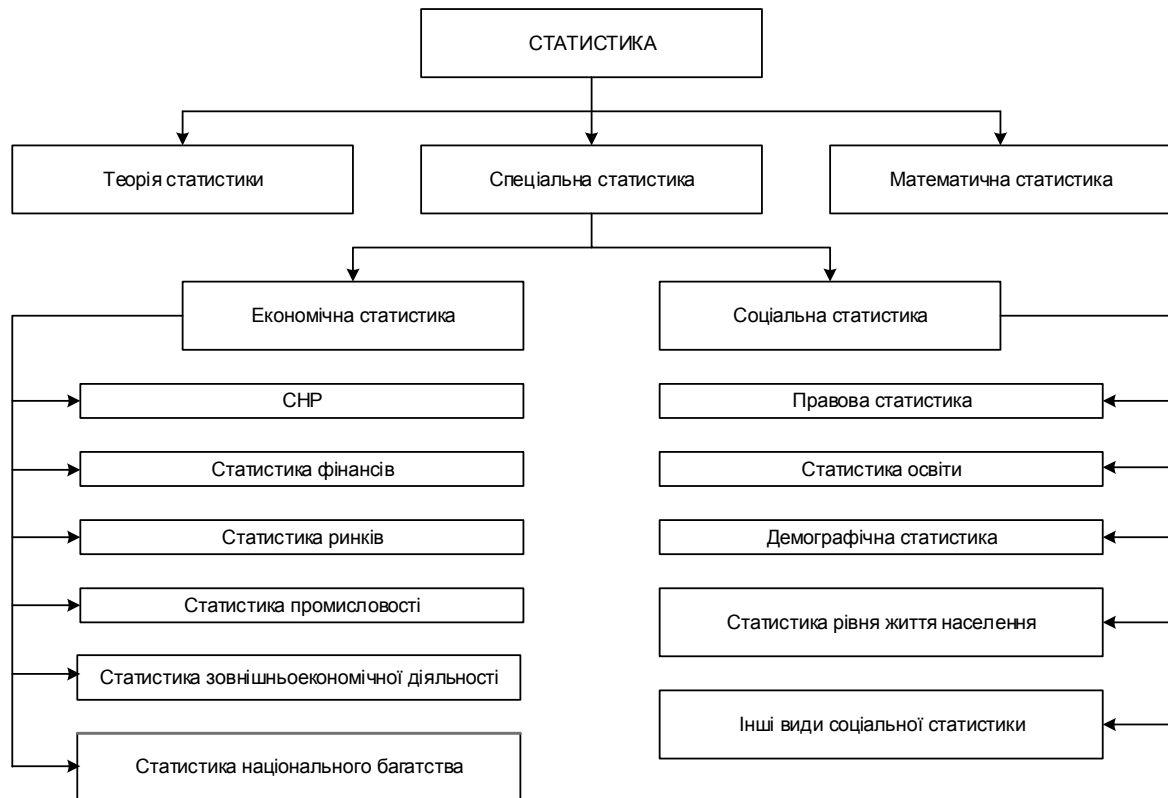 СТАТИСТИКА
Теорія статистики
Спеціальна статистика
Математична статистика
Економічна статистика
Соціальна статистика
СНР
Правова статистика
Статистика фінансів
Статистика освіти
Статистика ринків
Демографічна статистика
Статистика промисловості
Статистика рівня життя населення
Статистика зовнішньоекономічної діяльності
Інші види соціальної статистики
Статистика національного багатства